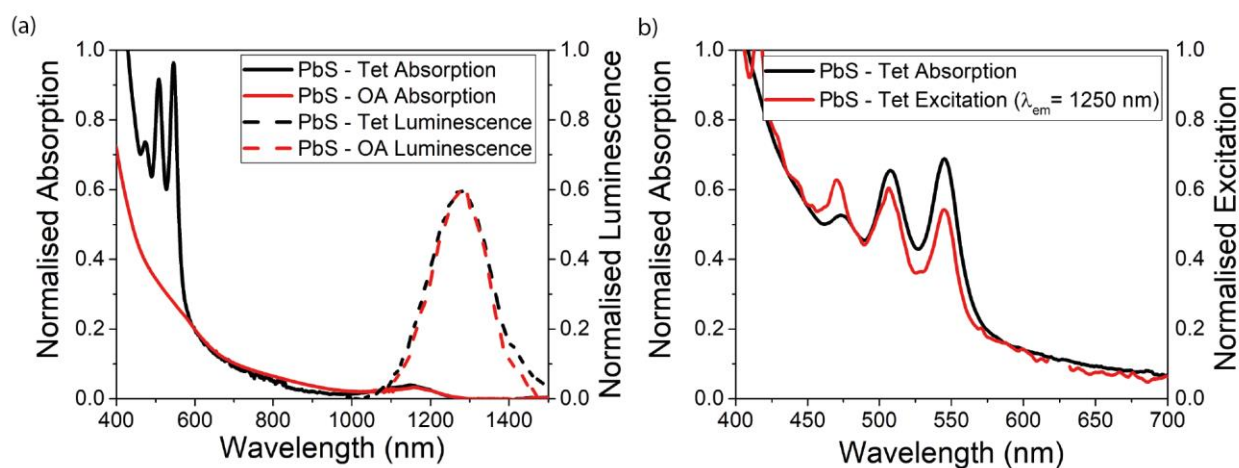 (a)
1.0
0.8
0.6
0.4
0.2
0.0
Normalised Absorption
PbS - Tet Absorption
PbS - OA Absorption
PbS - Tet Luminescence
PbS - OA Luminescence
1.0
0.8
0.6
0.4
0.2
0.0
Normalised Luminescence
400 600 800 1000 1200 1400
Wavelength (nm)
b)
1.0
0.8
0.6
0.4
0.2
0.0
Normalised Absorption
PbS - Tet Absorption
PbS - Tet Excitation (λem= 1250 nm)
1.0
0.8
0.6
0.4
0.2
0.0
Normalised Excitation
400 450 500 550 600 650 700
Wavelength (nm)